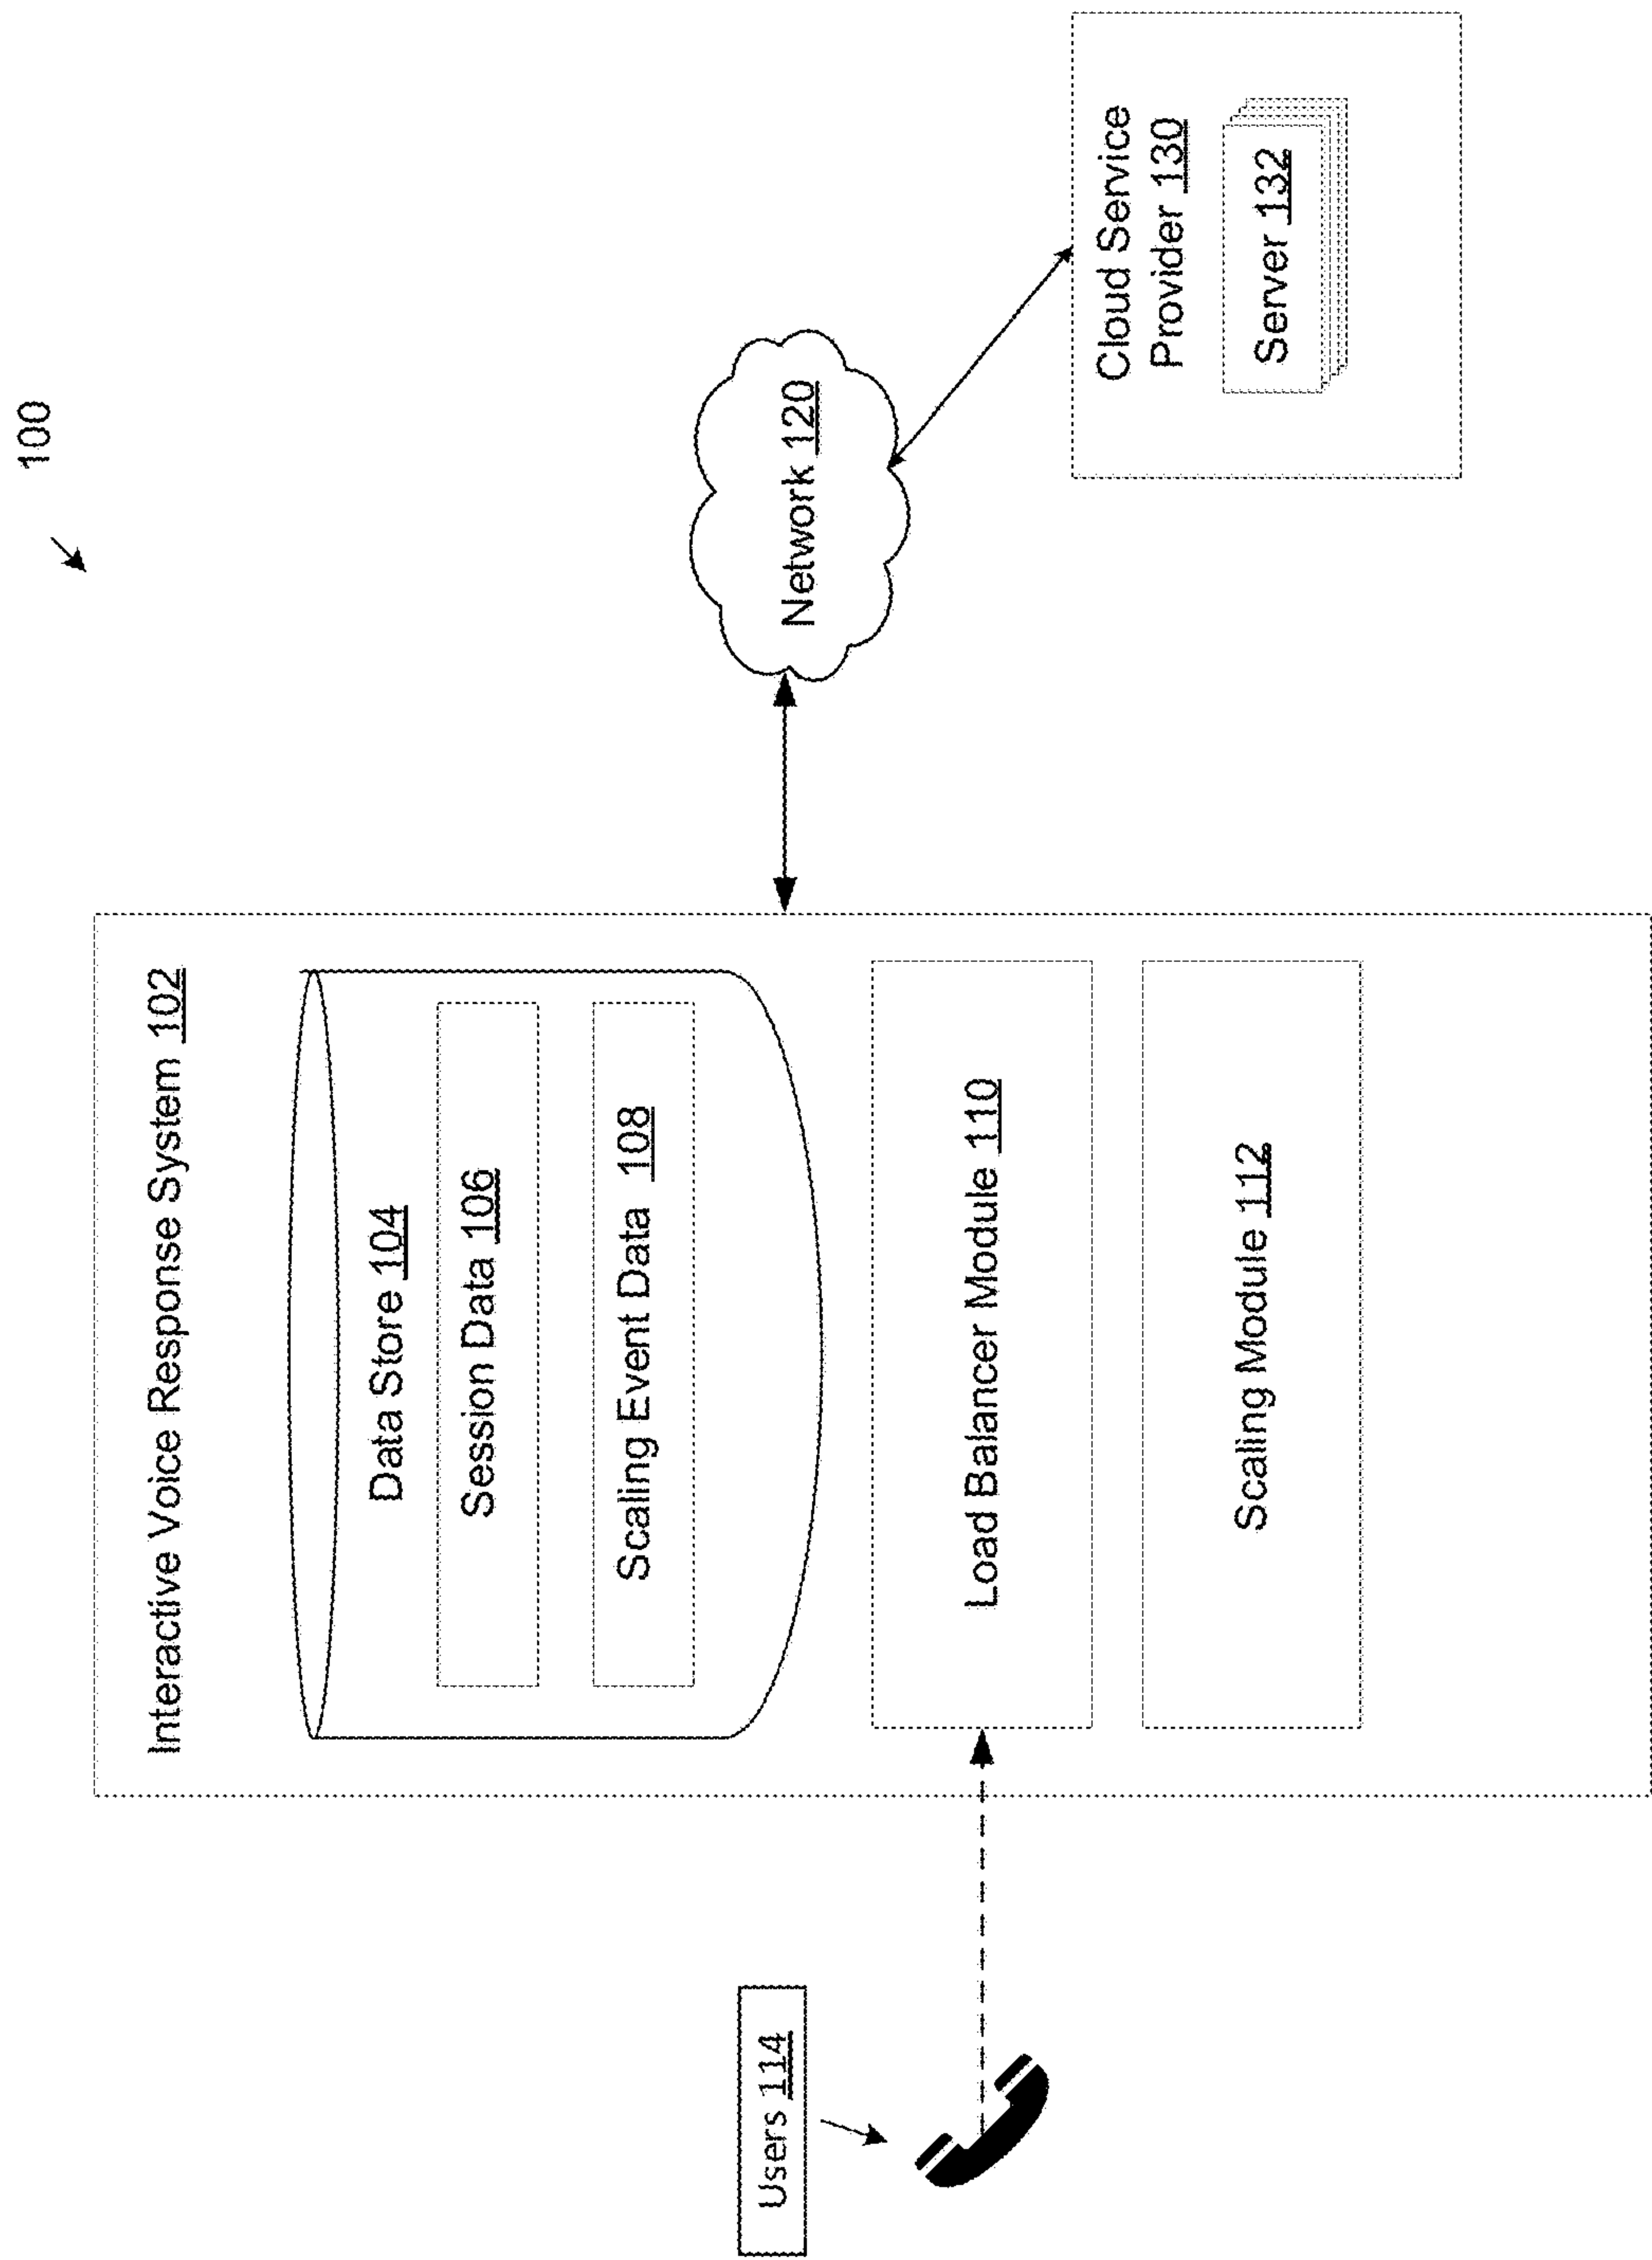 100
Interactive Voice Response System 102
Data Store 104
Session Data 106
Scaling Event Data 108
Load Balancer Module 110
Scaling Module 112
Users 114
Network 120
Cloud Service
Provider 130
Server 132